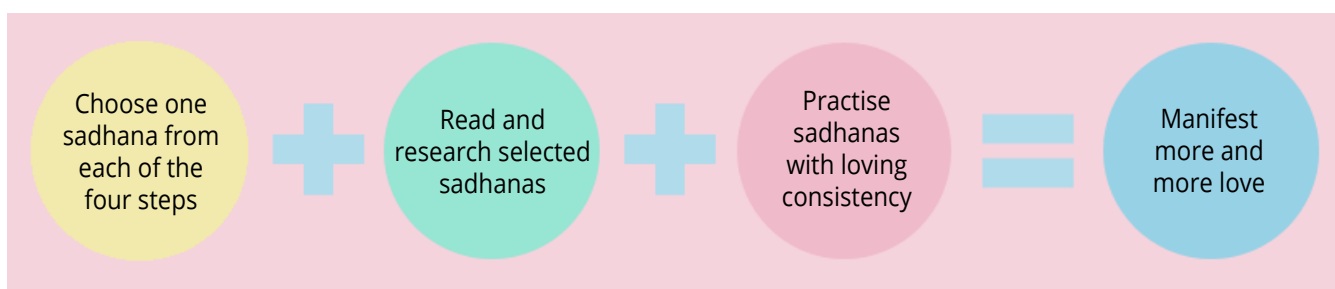 Choose one
sadhana from
each of the
four steps
Read and
research selected
sadhanas
Practise
sadhanas
with loving
consistency
Manifest
more and
more love